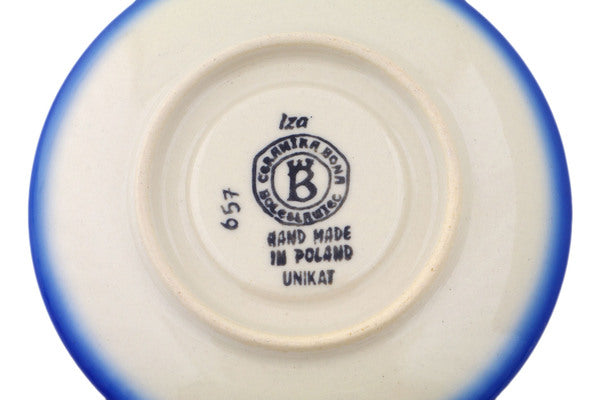 Iza
CERAMIKA BONA
B
BOLESŁAWIEC
657
HAND MADE
IN POLAND
UNIKAT